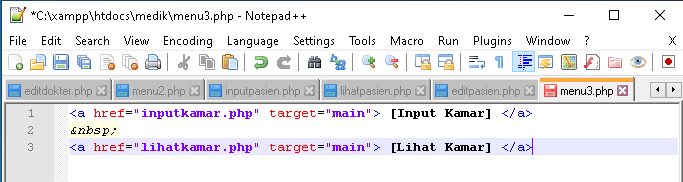 *C:\xampp\htdocs\medik\menu3.php - Notepad++
File Edit Search View Encoding Language Settings Tools Macro Run Plugins Window ? X
editdokter.php menu2.php inputpasien.php lihatpasien.php editpasien.php menu3.php
1 <a href="inputkamar.php" target="main"> [Input Kamar] </a>
2 &nbsp;
3 <a href="lihatkamar.php" target="main"> [Lihat Kamar] </a>